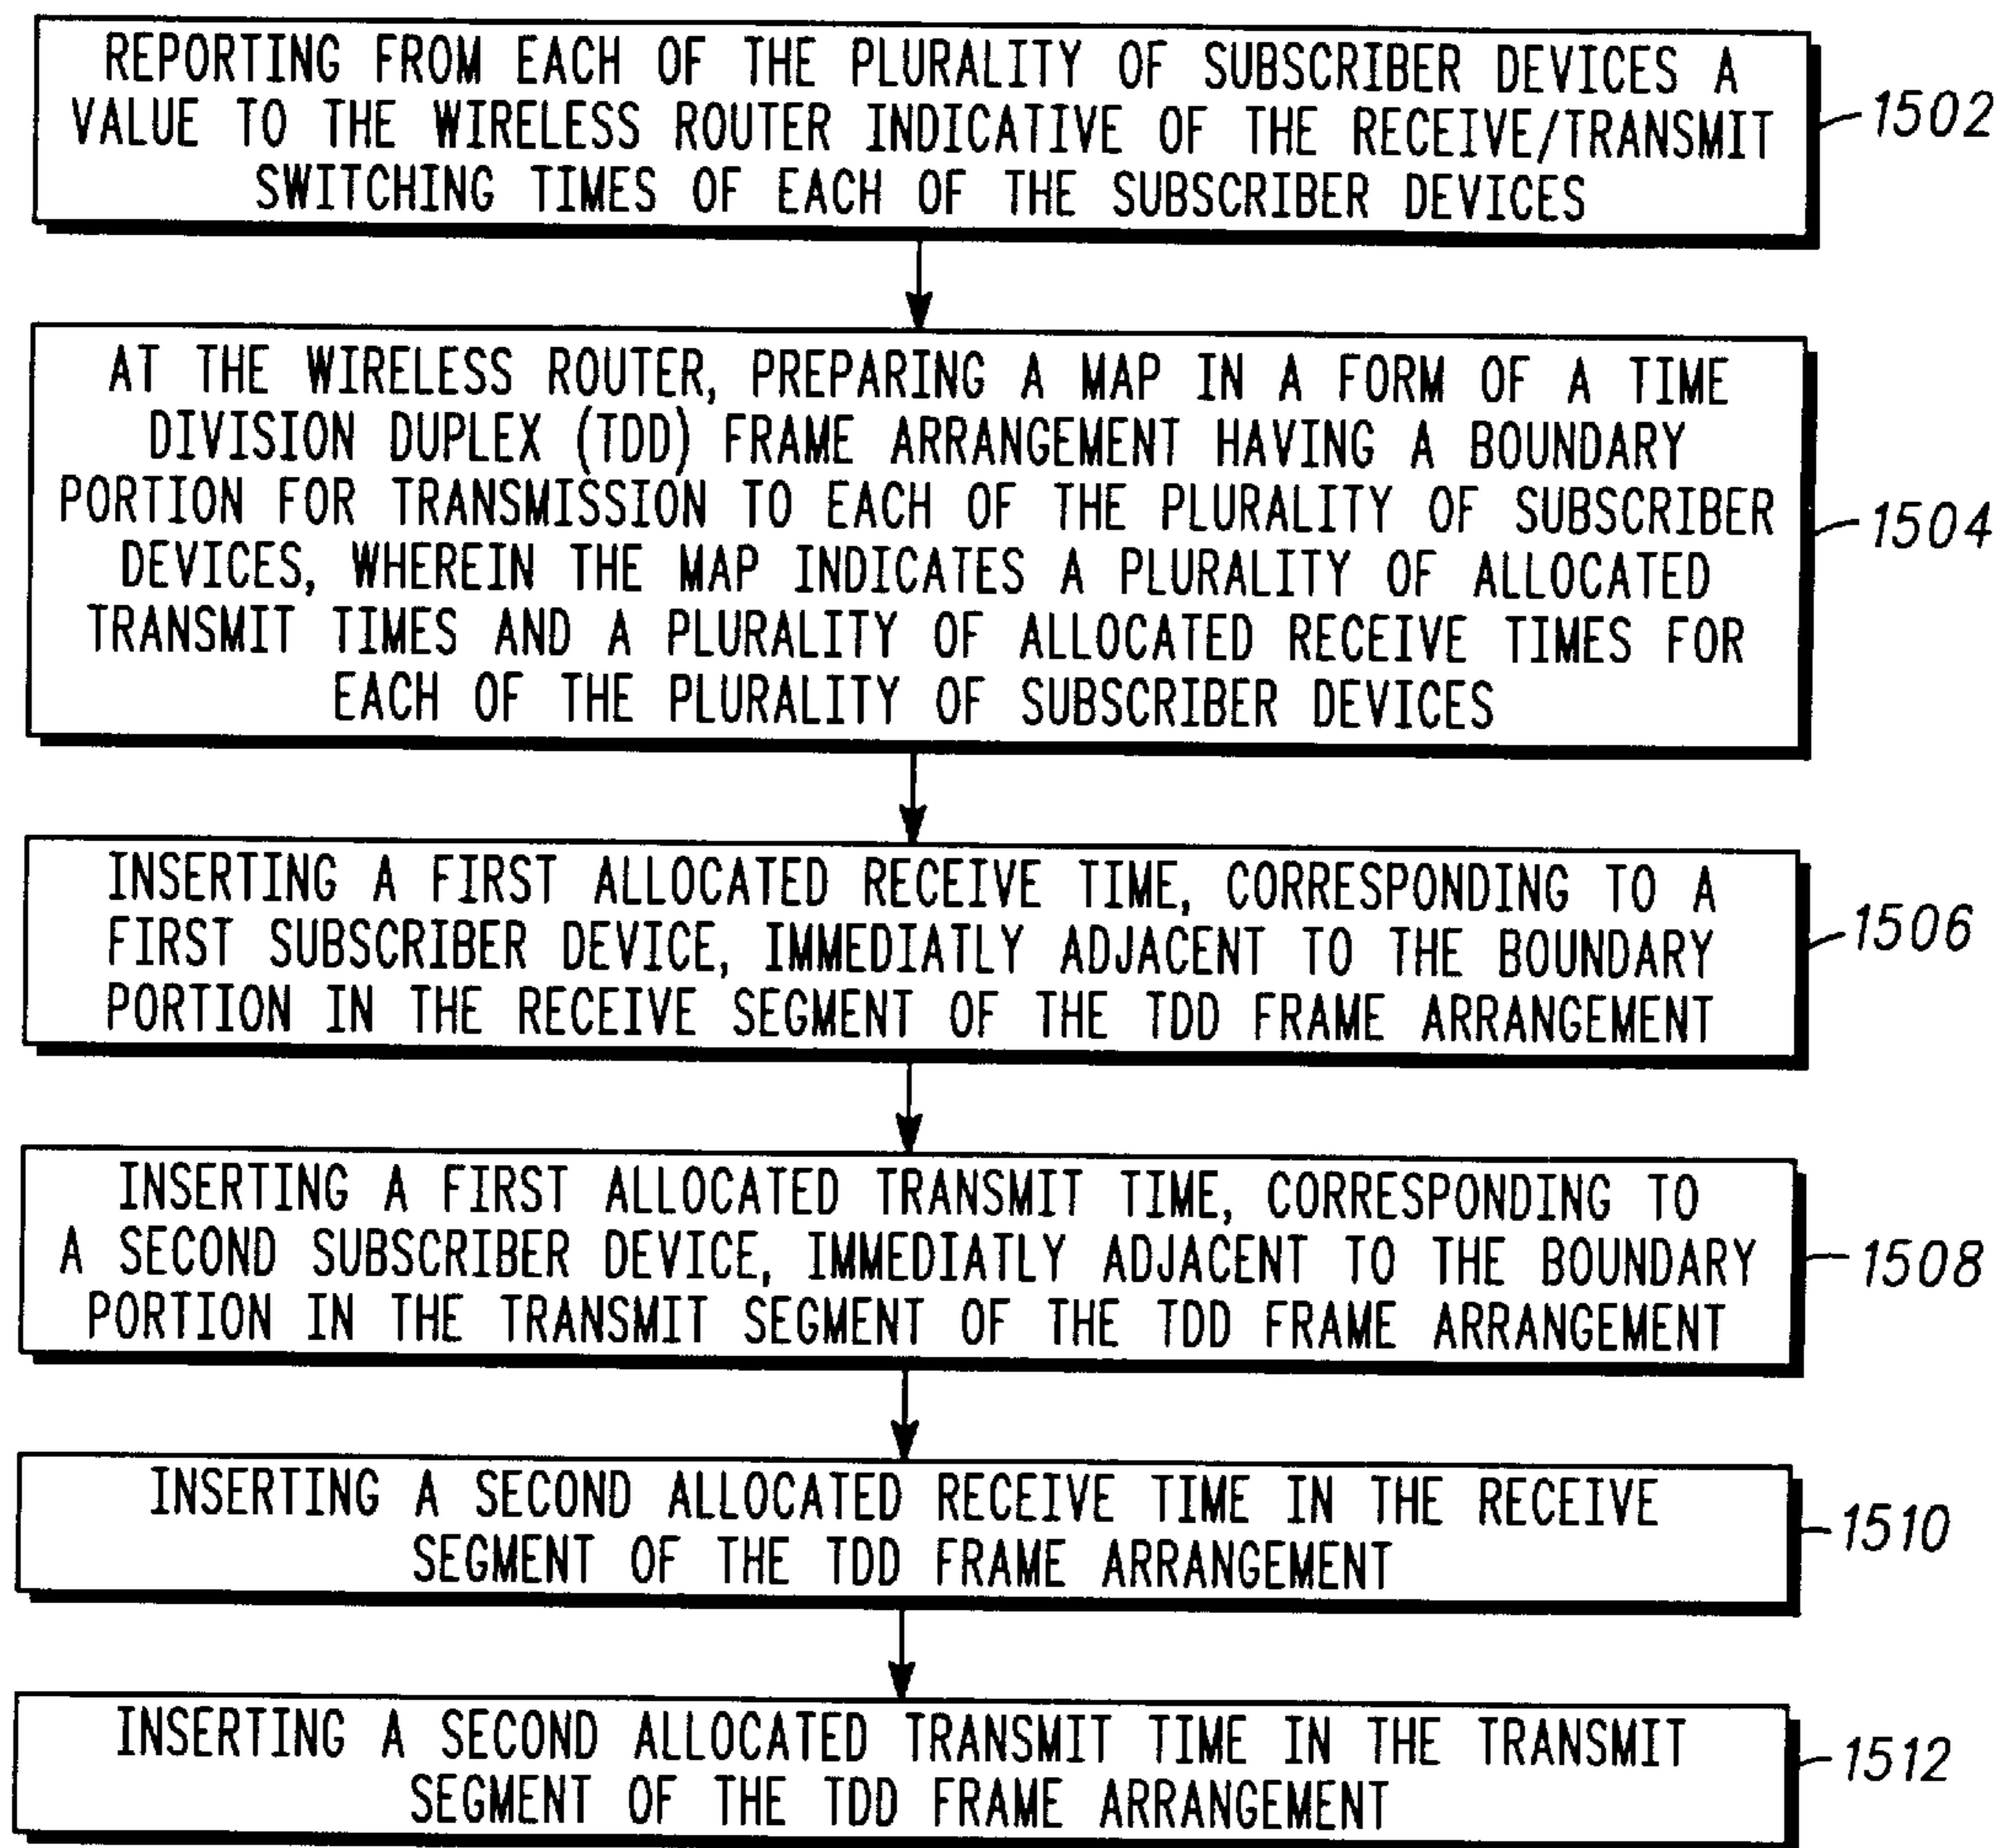 REPORTING FROM EACH OF THE PLURALITY OF SUBSCRIBER DEVICES A
VALUE TO THE WIRELESS ROUTER INDICATIVE OF THE RECEIVE/TRANSMIT
SWITCHING TIMES OF EACH OF THE SUBSCRIBER DEVICES
1502
AT THE WIRELESS ROUTER, PREPARING A MAP IN A FORM OF A TIME
DIVISION DUPLEX (TDD) FRAME ARRANGEMENT HAVING A BOUNDARY
PORTION FOR TRANSMISSION TO EACH OF THE PLURALITY OF SUBSCRIBER
DEVICES, WHEREIN THE MAP INDICATES A PLURALITY OF ALLOCATED
TRANSMIT TIMES AND A PLURALITY OF ALLOCATED RECEIVE TIMES FOR
EACH OF THE PLURALITY OF SUBSCRIBER DEVICES
1504
INSERTING A FIRST ALLOCATED RECEIVE TIME, CORRESPONDING TO A
FIRST SUBSCRIBER DEVICE, IMMEDIATLY ADJACENT TO THE BOUNDARY
PORTION IN THE RECEIVE SEGMENT OF THE TDD FRAME ARRANGEMENT
1506
INSERTING A FIRST ALLOCATED TRANSMIT TIME, CORRESPONDING TO
A SECOND SUBSCRIBER DEVICE, IMMEDIATLY ADJACENT TO THE BOUNDARY
PORTION IN THE TRANSMIT SEGMENT OF THE TDD FRAME ARRANGEMENT
1508
INSERTING A SECOND ALLOCATED RECEIVE TIME IN THE RECEIVE
SEGMENT OF THE TDD FRAME ARRANGEMENT
1510
INSERTING A SECOND ALLOCATED TRANSMIT TIME IN THE TRANSMIT
SEGMENT OF THE TDD FRAME ARRANGEMENT
1512